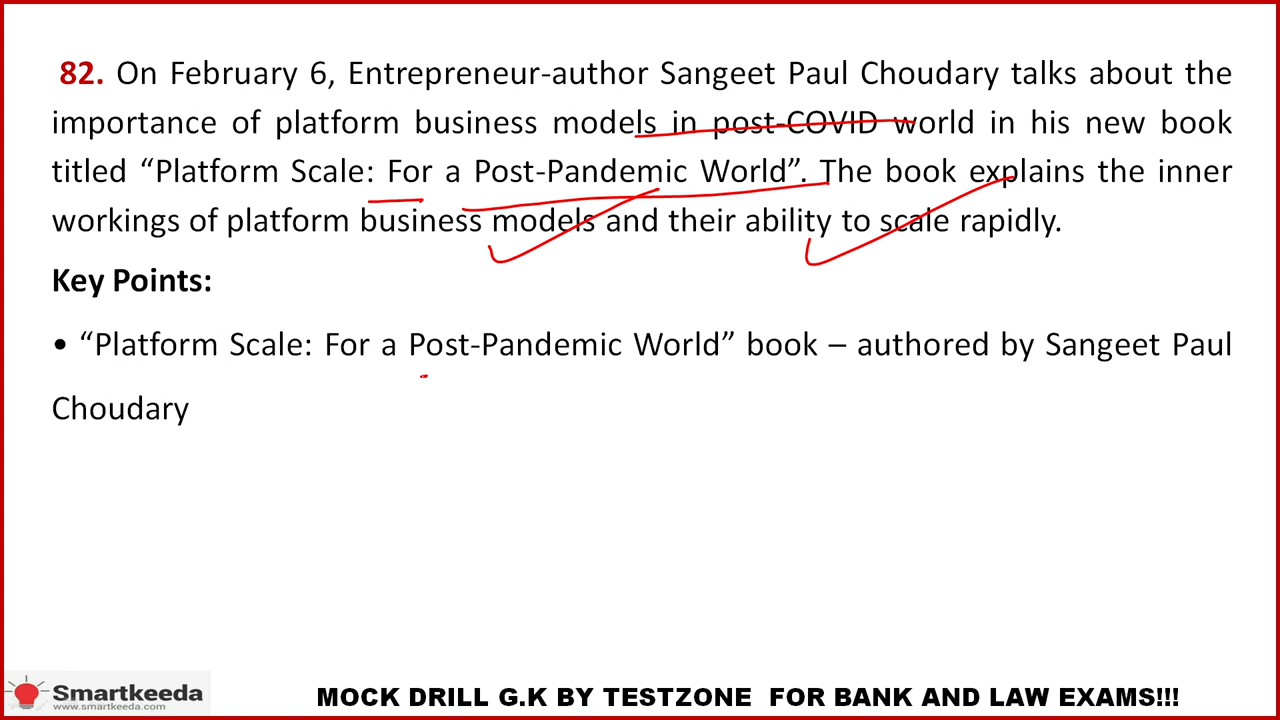 82. On February 6, Entrepreneur-author Sangeet Paul Choudary talks about the
importance of platform business models in post-COVID world in his new book
titled “Platform Scale: For a Post-Pandemic World”. The book explains the inner
workings of platform business models and their ability to scale rapidly.
Key Points:
• “Platform Scale: For a Post-Pandemic World” book – authored by Sangeet Paul
Choudary
Smartkeeda
www.smartkeeda.com
MOCK DRILL G.K BY TESTZONE FOR BANK AND LAW EXAMS!!!